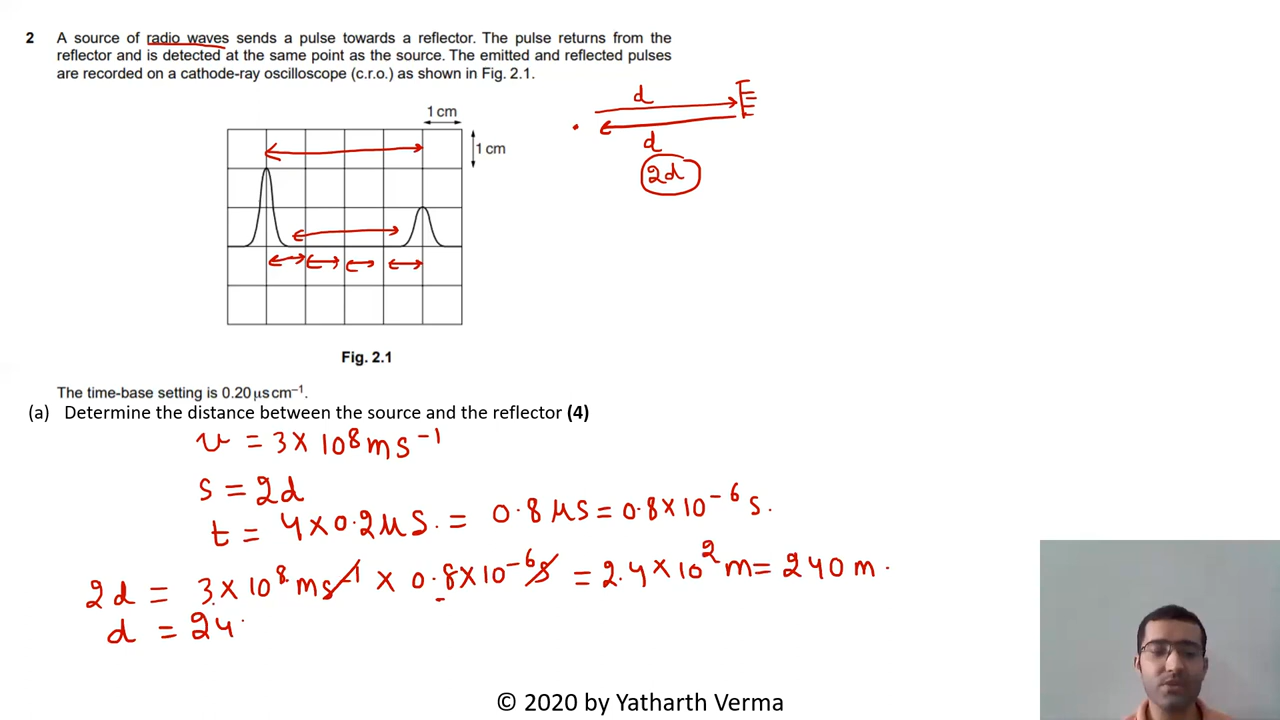 2 A source of radio waves sends a pulse towards a reflector. The pulse returns from the
reflector and is detected at the same point as the source. The emitted and reflected pulses
are recorded on a cathode-ray oscilloscope (c.r.o.) as shown in Fig. 2.1.
d
1 cm
1 cm
d
2d
Fig. 2.1
The time-base setting is 0.20 μs cm⁻¹.
(a) Determine the distance between the source and the reflector (4)
v = 3 × 10⁸ m s⁻¹
s = 2d
t = 4 × 0.2 μs. = 0.8 μs = 0.8 × 10⁻⁶ s.
2d = 3 × 10⁸ ms⁻¹ × 0.8 × 10⁻⁶ s = 2.4 × 10² m = 240 m.
d = 24
© 2020 by Yatharth Verma